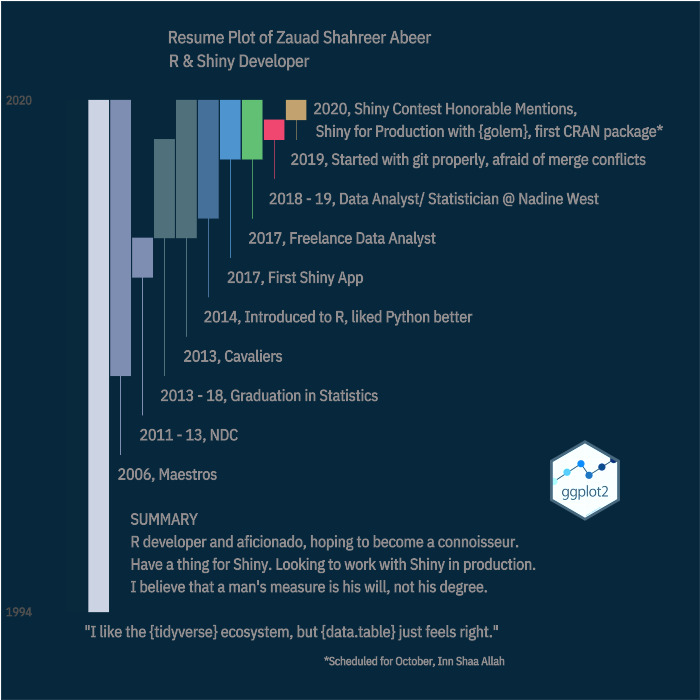 Resume Plot of Zauad Shahreer Abeer
R & Shiny Developer
2020
2020, Shiny Contest Honorable Mentions,
Shiny for Production with {golem}, first CRAN package*
2019, Started with git properly, afraid of merge conflicts
2018 - 19, Data Analyst/ Statistician @ Nadine West
2017, Freelance Data Analyst
2017, First Shiny App
2014, Introduced to R, liked Python better
2013, Cavaliers
2013 - 18, Graduation in Statistics
2011 - 13, NDC
2006, Maestros
ggplot2
SUMMARY
R developer and aficionado, hoping to become a connoisseur.
Have a thing for Shiny. Looking to work with Shiny in production.
I believe that a man's measure is his will, not his degree.
1994
"I like the {tidyverse} ecosystem, but {data.table} just feels right."
*Scheduled for October, Inn Shaa Allah